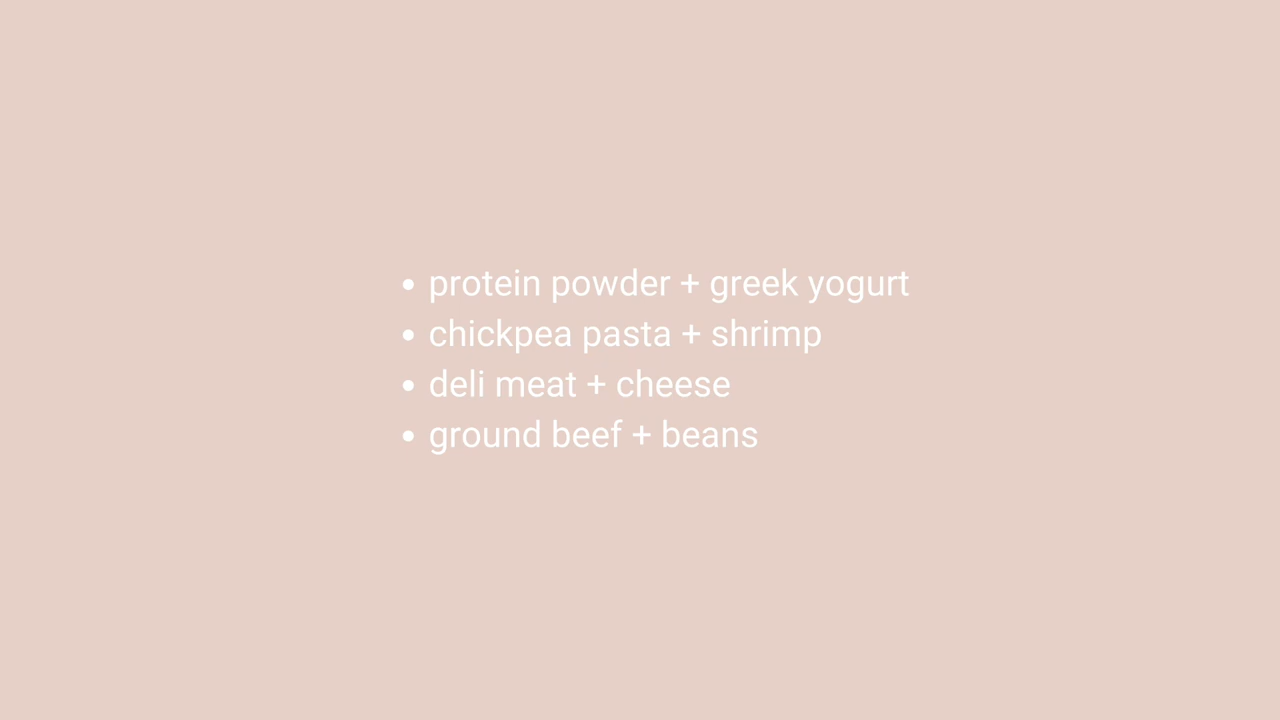 • protein powder + greek yogurt
• chickpea pasta + shrimp
• deli meat + cheese
• ground beef + beans